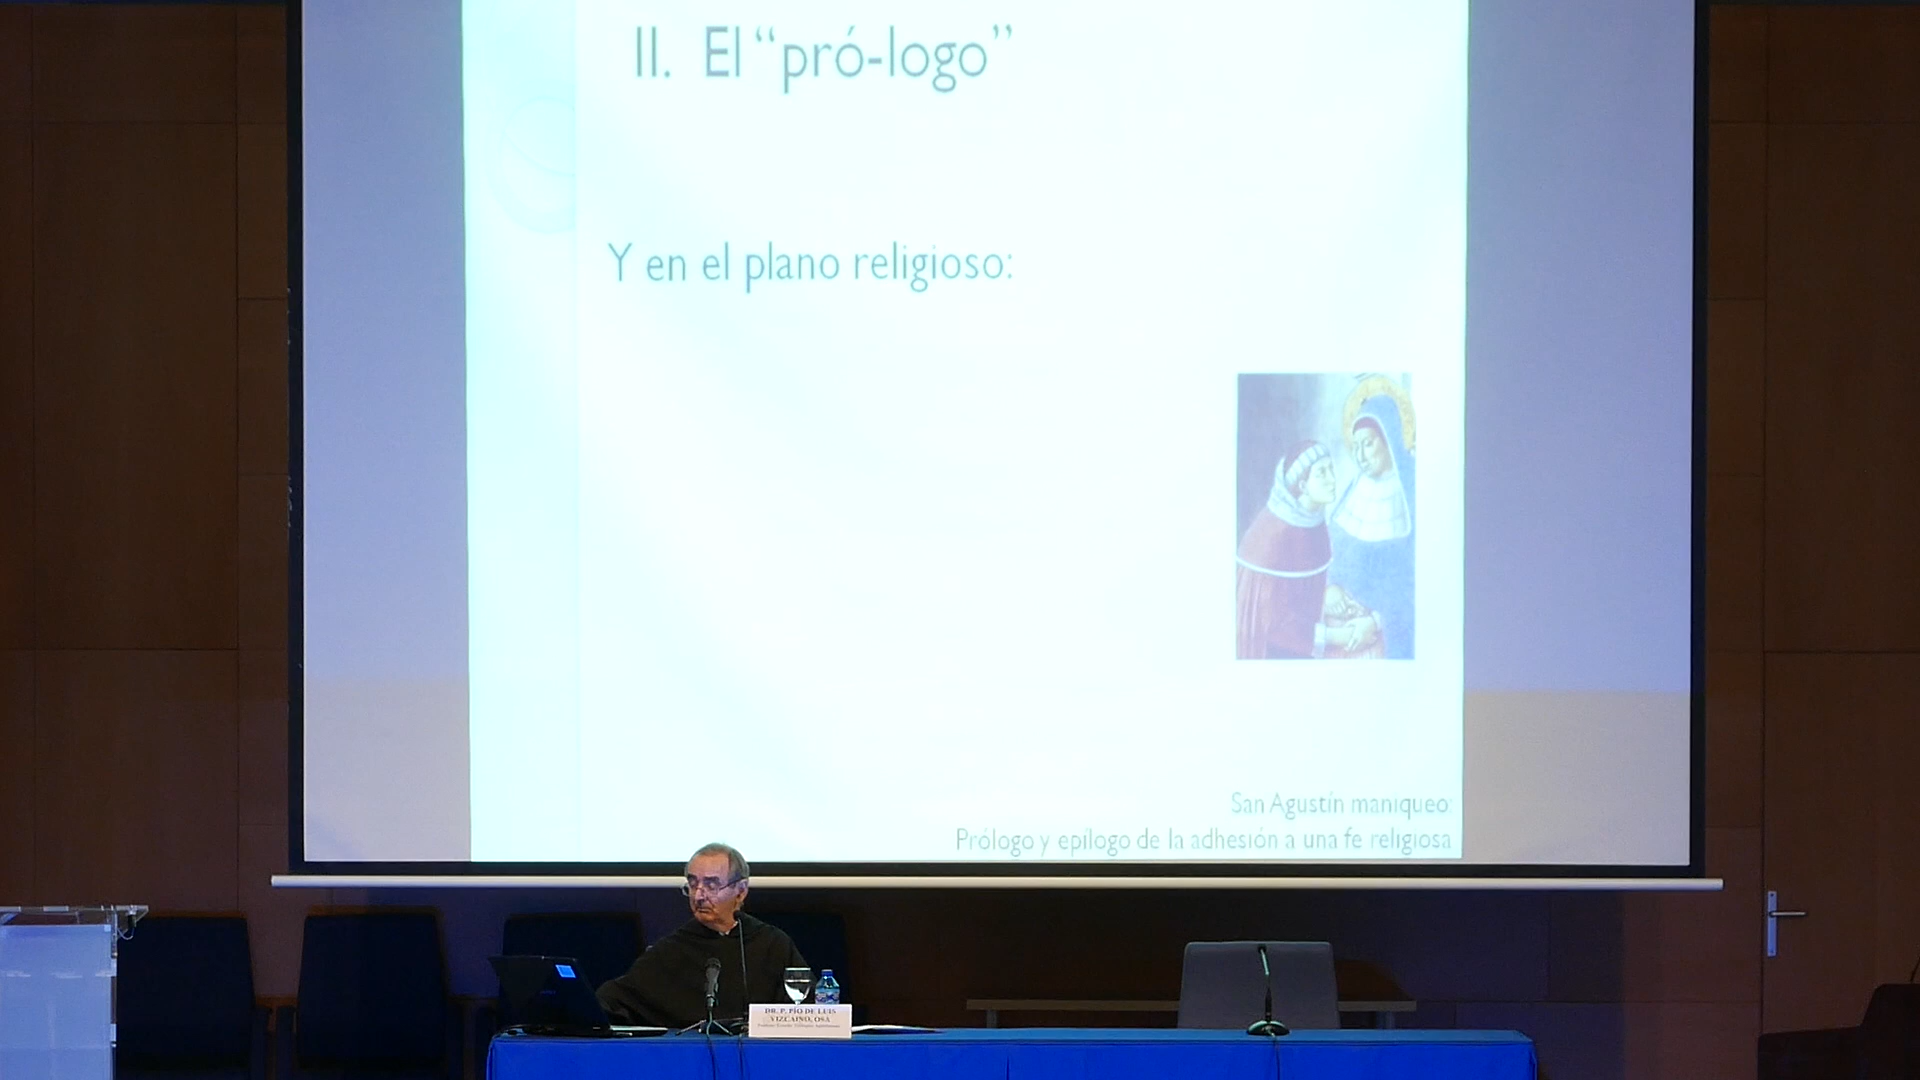 II. El “pró-logo”
Y en el plano religioso:
San Agustín maniqueo:
Prólogo y epílogo de la adhesión a una fe religiosa
DR. P. PÍO DE LUIS
VIZCAÍNO, OSA